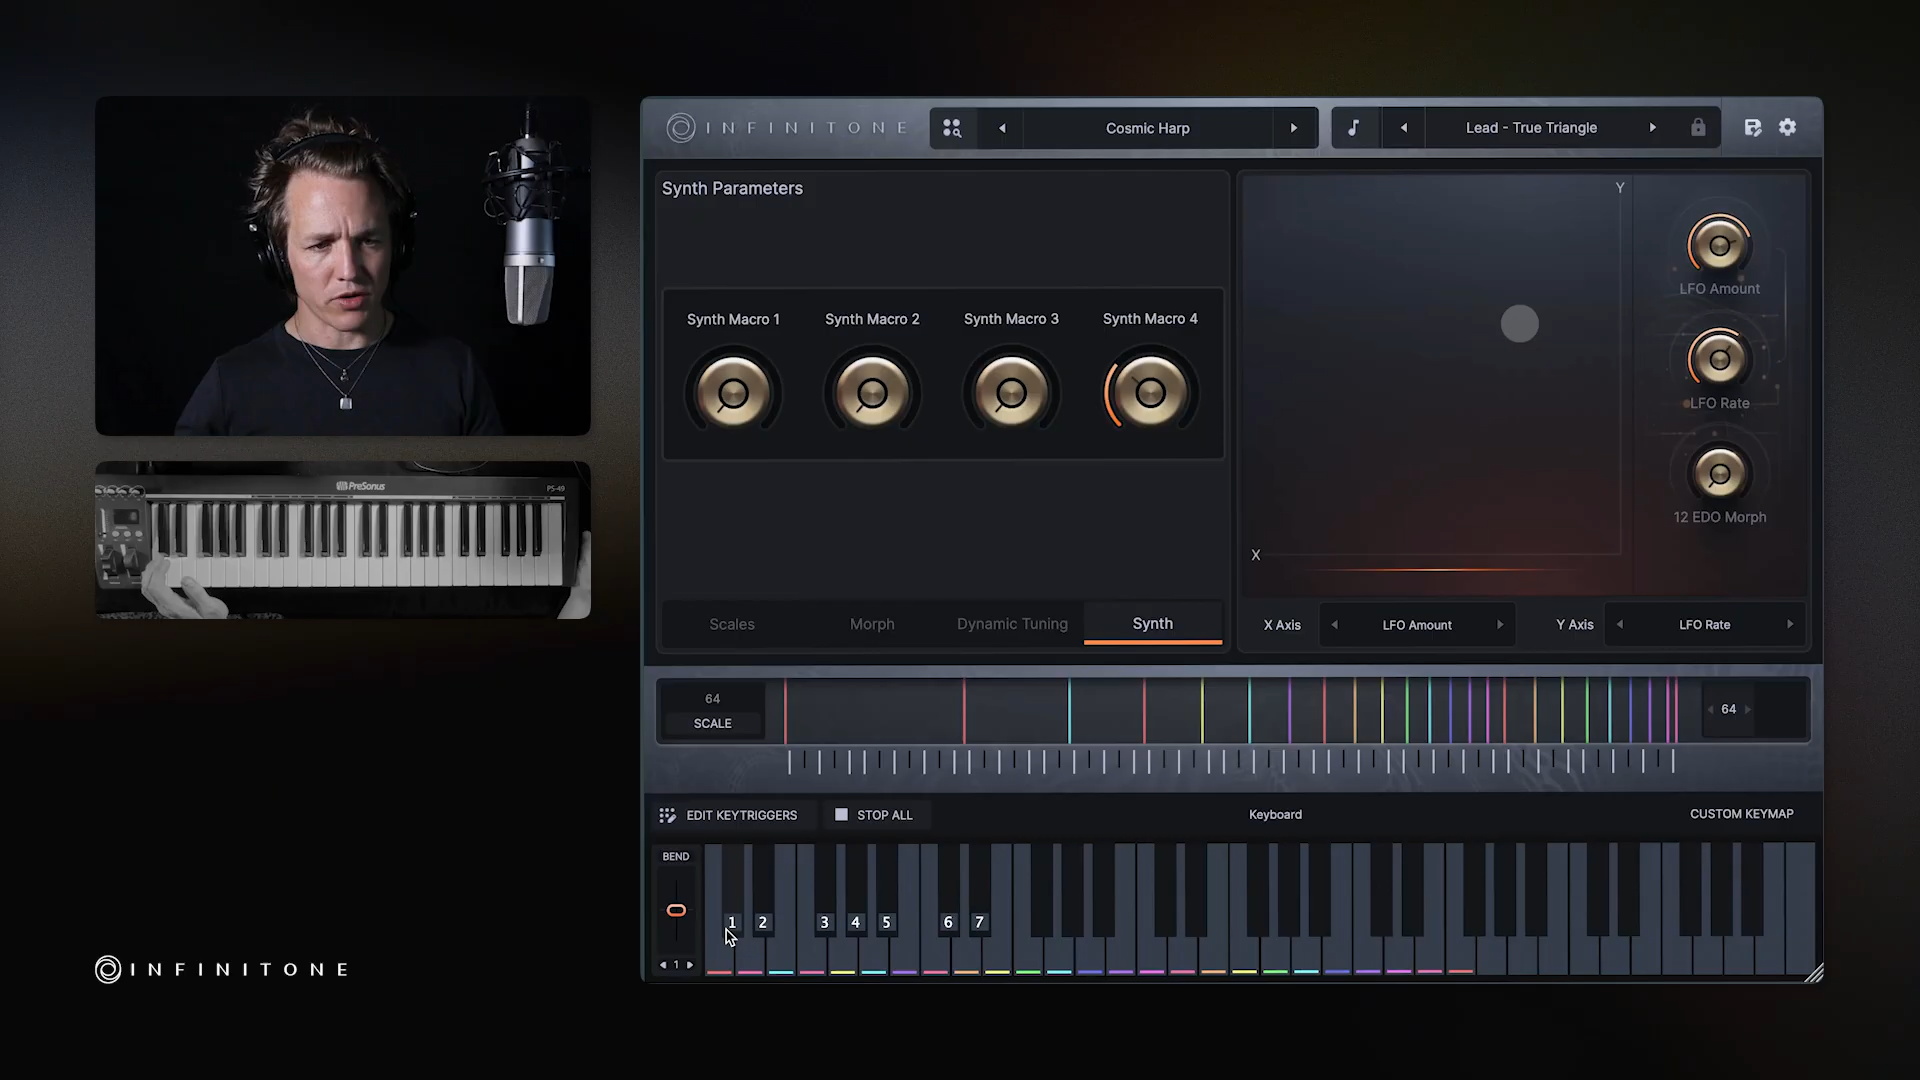 INFINITONE
Cosmic Harp
Lead - True Triangle
Synth Parameters
Synth Macro 1
Synth Macro 2
Synth Macro 3
Synth Macro 4
Scales
Morph
Dynamic Tuning
Synth
Y
X
LFO Amount
LFO Rate
12 EDO Morph
X Axis
LFO Amount
Y Axis
LFO Rate
PreSonus
PS-49
64
SCALE
64
EDIT KEYTRIGGERS
STOP ALL
Keyboard
CUSTOM KEYMAP
BEND
1
1
2
3
4
5
6
7
INFINITONE